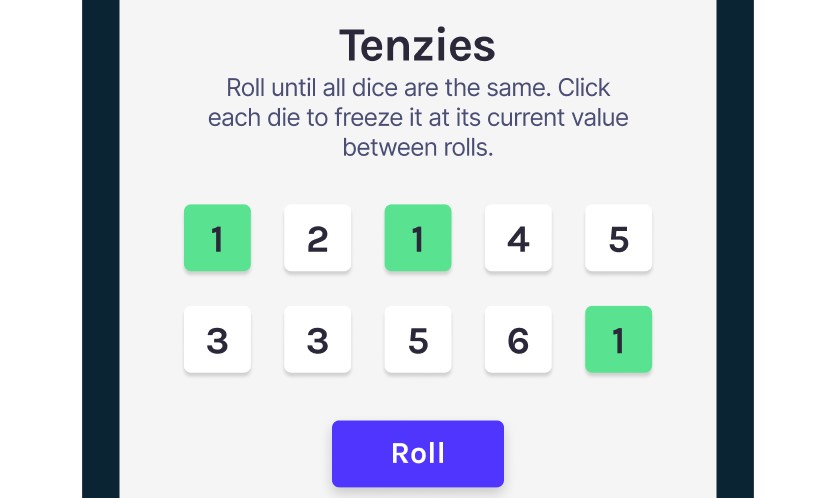 Tenzies
Roll until all dice are the same. Click
each die to freeze it at its current value
between rolls.
1 2 1 4 5
3 3 5 6 1
Roll